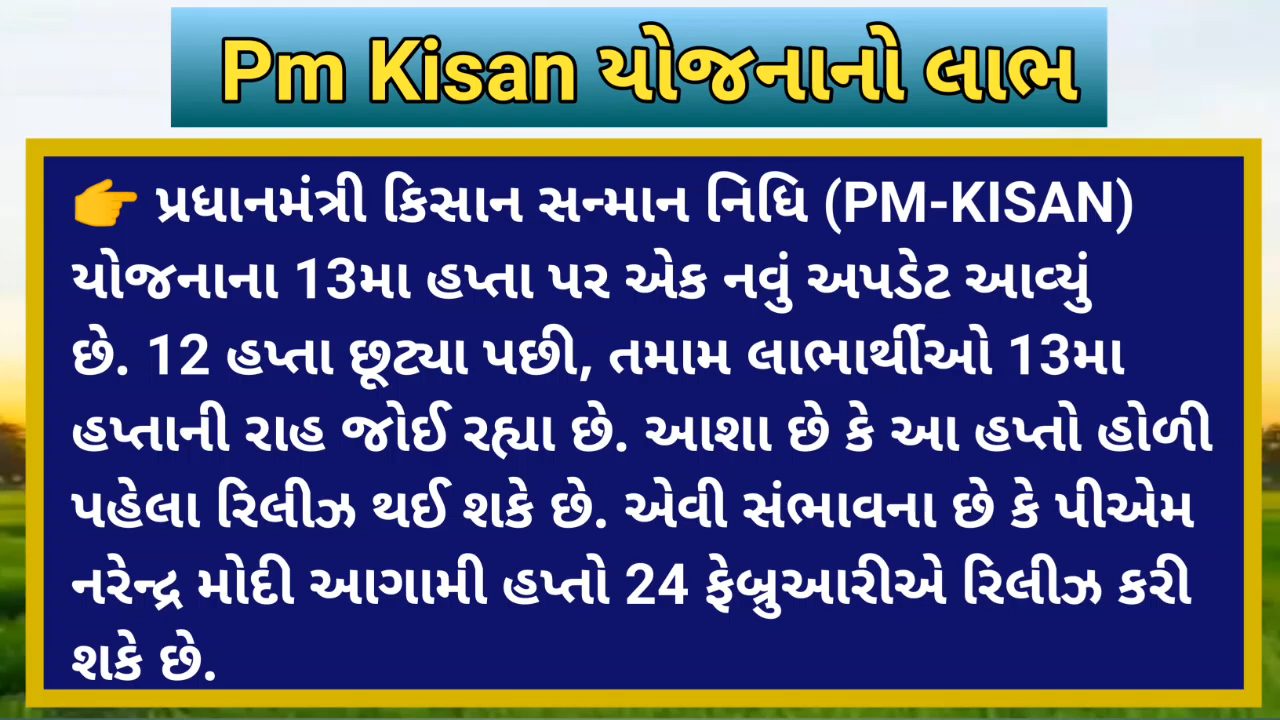 Pm Kisan યોજનાનો લાભ
👉 પ્રધાનમંત્રી કિસાન સન્માન નિધિ (PM-KISAN)
યોજનાના 13મા હપ્તા પર એક નવું અપડેટ આવ્યું
છે. 12 હપ્તા છૂટ્યા પછી, તમામ લાભાર્થીઓ 13મા
હપ્તાની રાહ જોઈ રહ્યા છે. આશા છે કે આ હપ્તો હોળી
પહેલા રિલીઝ થઈ શકે છે. એવી સંભાવના છે કે પીએમ
નરેન્દ્ર મોદી આગામી હપ્તો 24 ફેબ્રુઆરીએ રિલીઝ કરી
શકે છે.